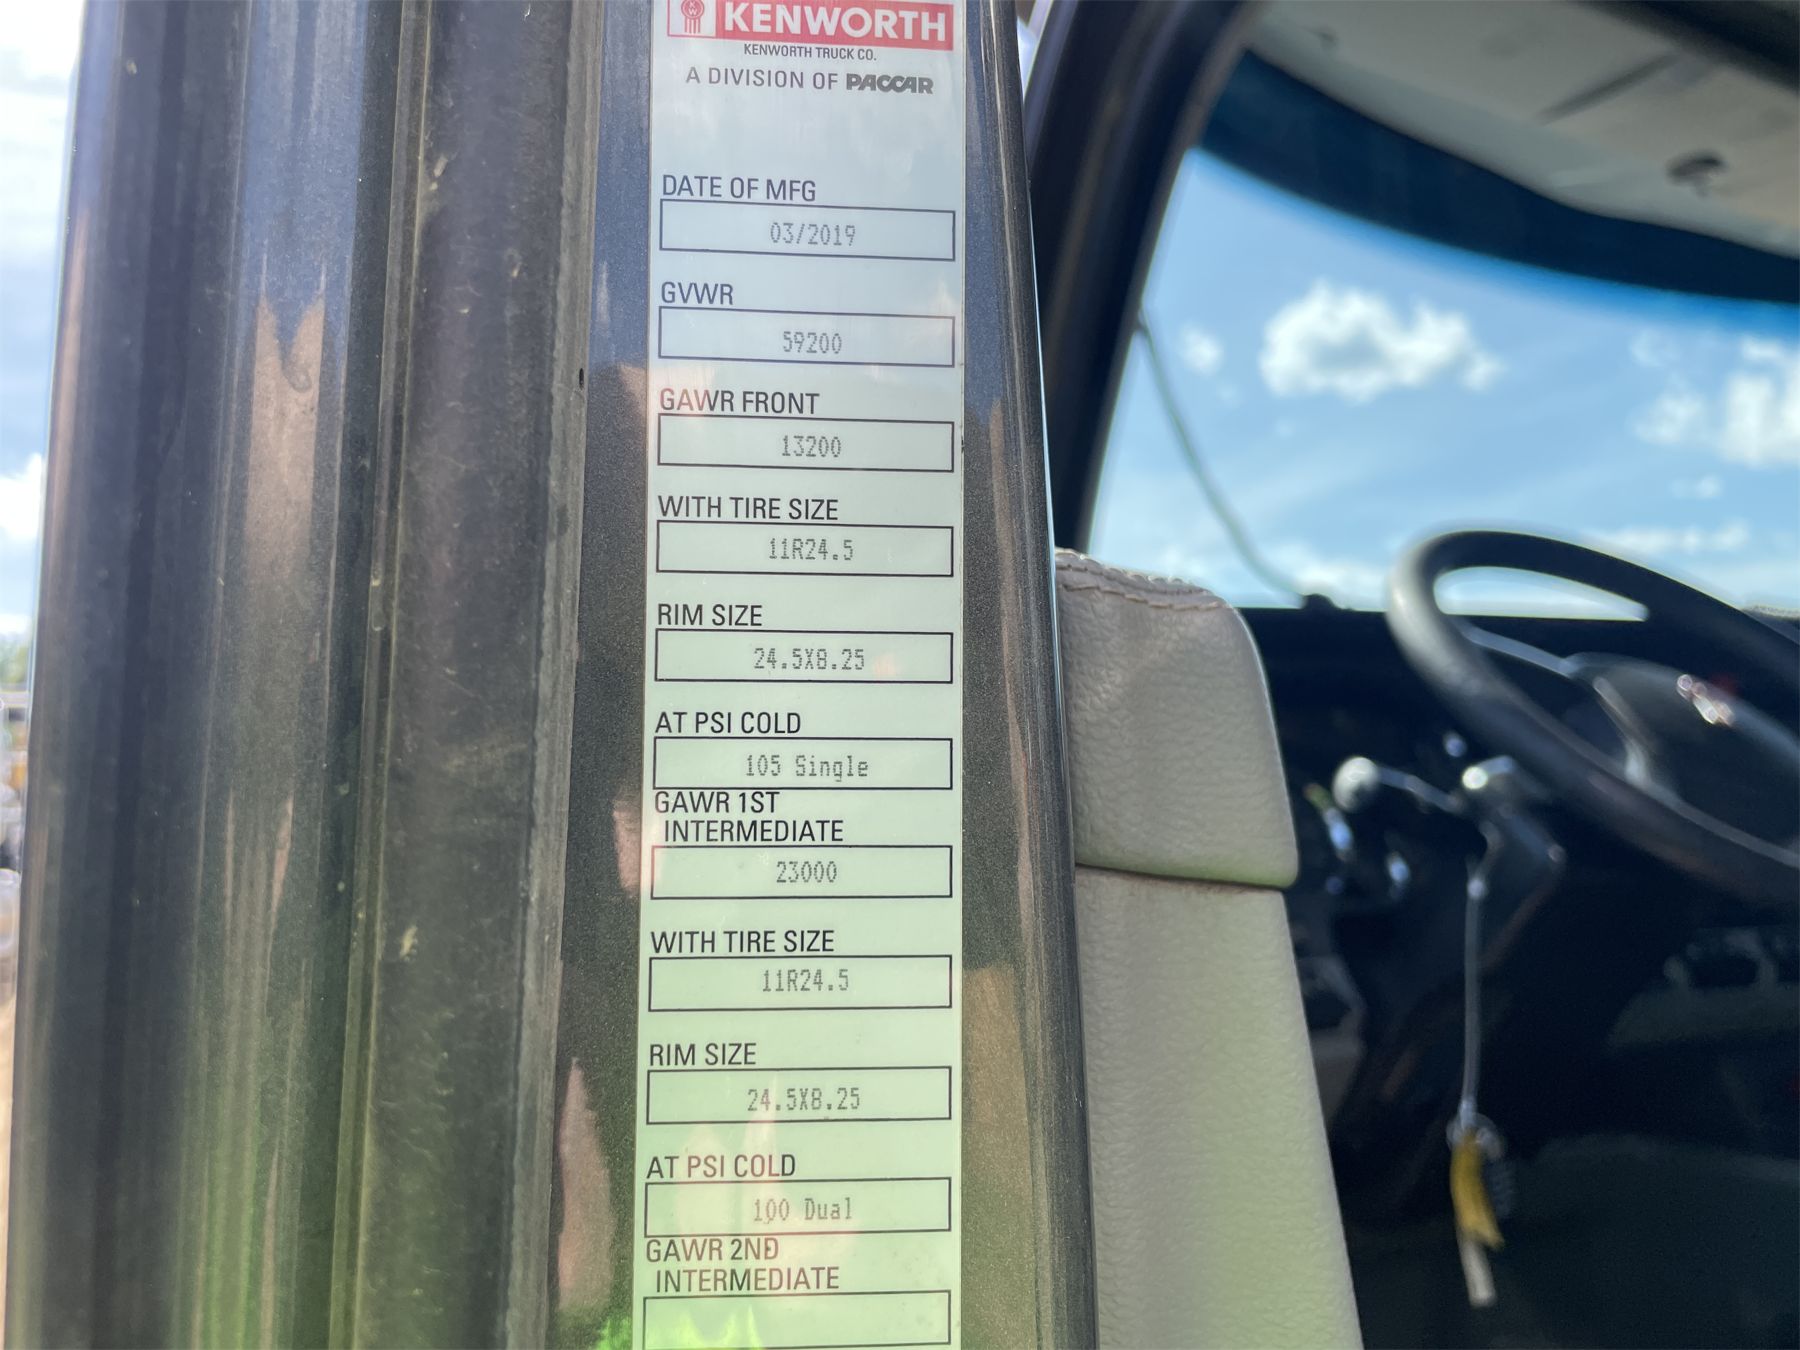 KENWORTH
KENWORTH TRUCK CO.
A DIVISION OF PACCAR
DATE OF MFG
03/2019
GVWR
59200
GAWR FRONT
13200
WITH TIRE SIZE
11R24.5
RIM SIZE
24.5X8.25
AT PSI COLD
105 Single
GAWR 1ST
INTERMEDIATE
23000
WITH TIRE SIZE
11R24.5
RIM SIZE
24.5X8.25
AT PSI COLD
100 Dual
GAWR 2ND
INTERMEDIATE